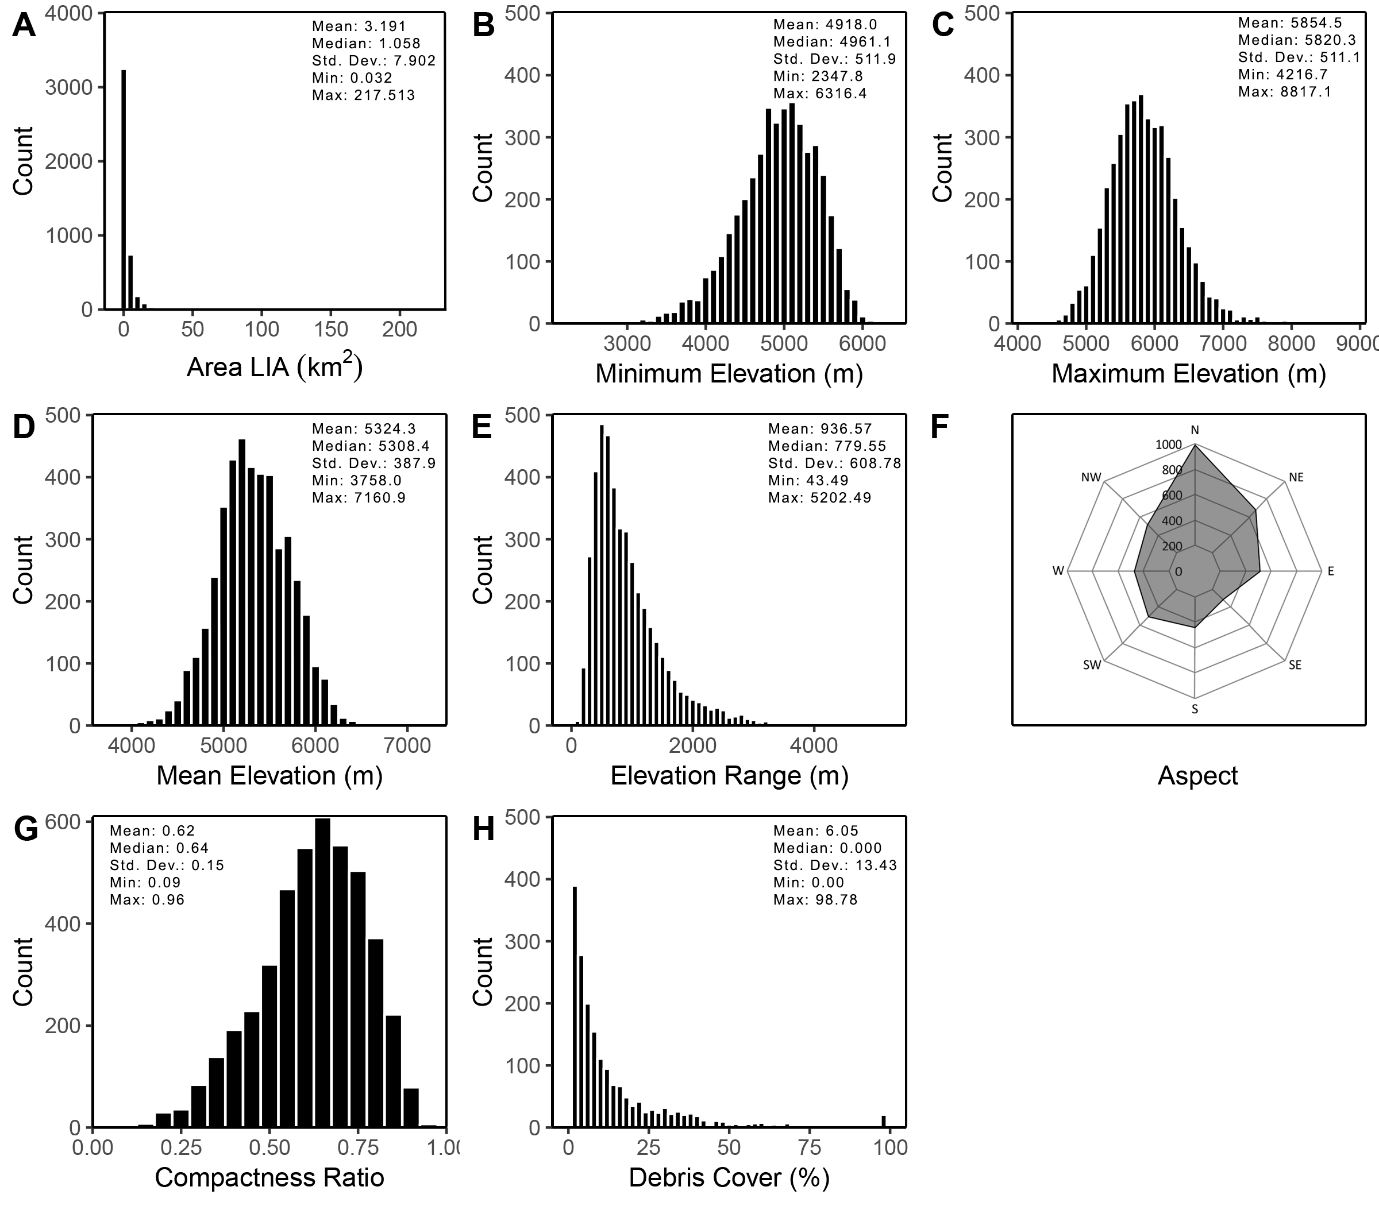 A
4000
3000
2000
1000
0
Count
Mean: 3.191
Median: 1.058
Std. Dev.: 7.902
Min: 0.032
Max: 217.513
0 50 100 150 200
Area LIA (km²)
B
500
400
300
200
100
0
Count
Mean: 4918.0
Median: 4961.1
Std. Dev.: 511.9
Min: 2347.8
Max: 6316.4
3000 4000 5000 6000
Minimum Elevation (m)
C
500
400
300
200
100
0
Count
Mean: 5854.5
Median: 5820.3
Std. Dev.: 511.1
Min: 4216.7
Max: 8817.1
4000 5000 6000 7000 8000 9000
Maximum Elevation (m)
D
500
400
300
200
100
0
Count
Mean: 5324.3
Median: 5308.4
Std. Dev.: 387.9
Min: 3758.0
Max: 7160.9
4000 5000 6000 7000
Mean Elevation (m)
E
500
400
300
200
100
0
Count
Mean: 936.57
Median: 779.55
Std. Dev.: 608.78
Min: 43.49
Max: 5202.49
0 2000 4000
Elevation Range (m)
F
N
1000
800
NW NE
600
400
200
W 0 E
SW SE
S
Aspect
G
600
400
200
0
Count
Mean: 0.62
Median: 0.64
Std. Dev.: 0.15
Min: 0.09
Max: 0.96
0.00 0.25 0.50 0.75 1.00
Compactness Ratio
H
500
400
300
200
100
0
Count
Mean: 6.05
Median: 0.000
Std. Dev.: 13.43
Min: 0.00
Max: 98.78
0 25 50 75 100
Debris Cover (%)